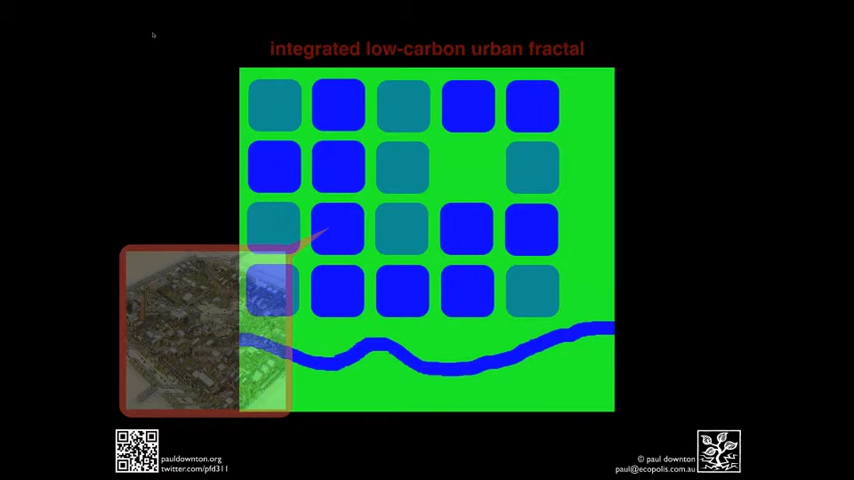 integrated low-carbon urban fractal
pauldownton.org
twitter.com/pfd311
© paul downton
paul@ecopolis.com.au